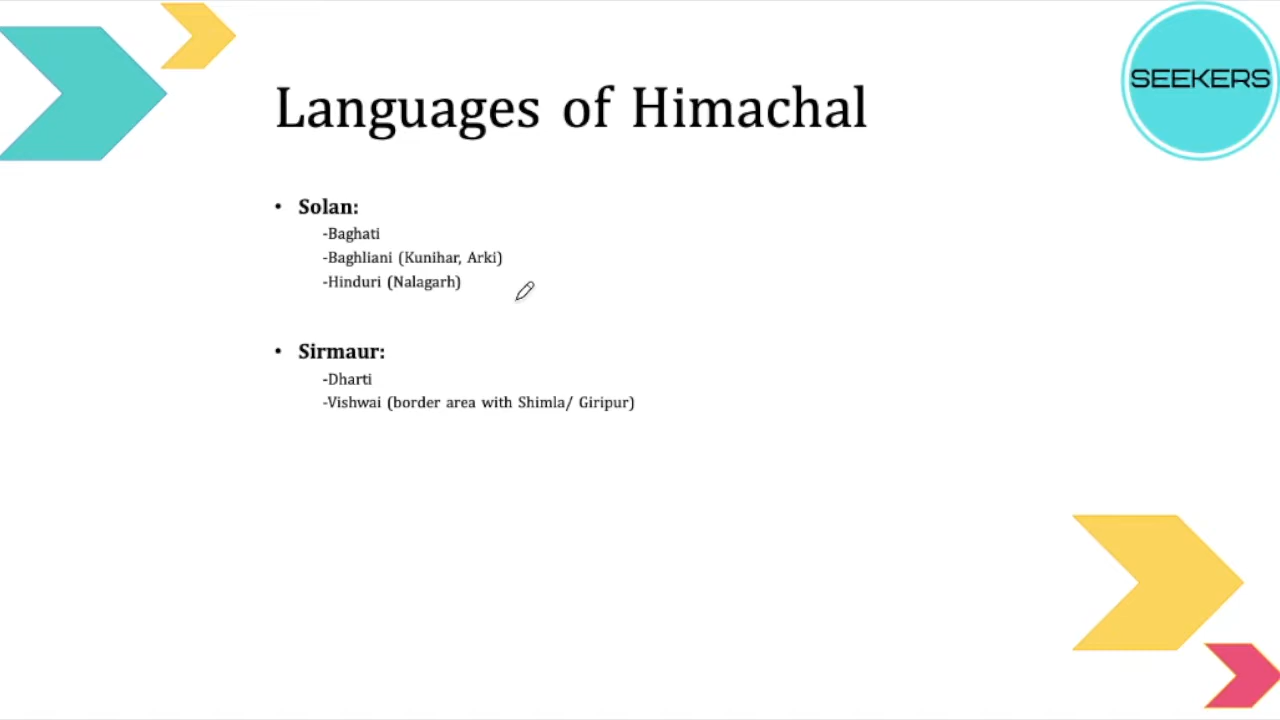 SEEKERS
Languages of Himachal
• Solan:
-Baghati
-Baghliani (Kunihar, Arki)
-Hinduri (Nalagarh)
• Sirmaur:
-Dharti
-Vishwai (border area with Shimla/ Giripur)